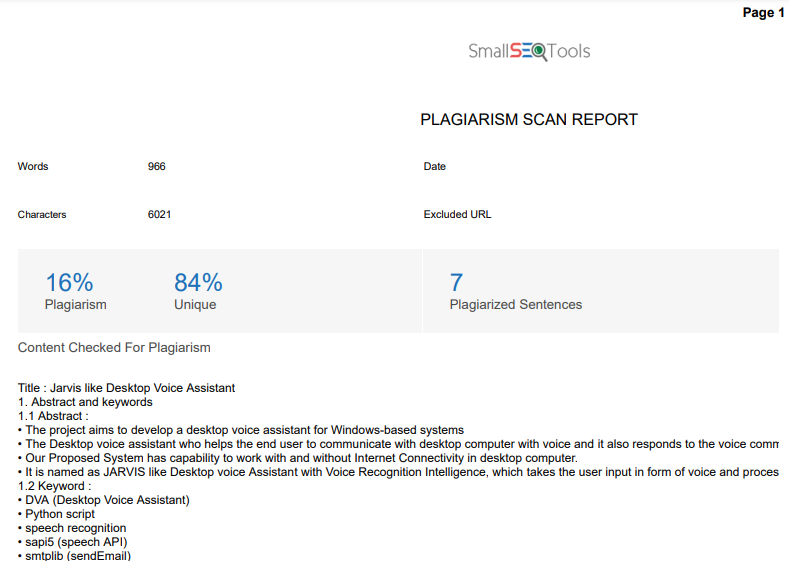 Page 1
SmallSEOTools
PLAGIARISM SCAN REPORT
Words 966 Date
Characters 6021 Excluded URL
16% 84% 7
Plagiarism Unique Plagiarized Sentences
Content Checked For Plagiarism
Title : Jarvis like Desktop Voice Assistant
1. Abstract and keywords
1.1 Abstract :
• The project aims to develop a desktop voice assistant for Windows-based systems
• The Desktop voice assistant who helps the end user to communicate with desktop computer with voice and it also responds to the voice
• Our Proposed System has capability to work with and without Internet Connectivity in desktop computer.
• It is named as JARVIS like Desktop voice Assistant with Voice Recognition Intelligence, which takes the user input in form of voice and
1.2 Keyword :
• DVA (Desktop Voice Assistant)
• Python script
• speech recognition
• sapi5 (speech API)
• smtplib (sendEmail)